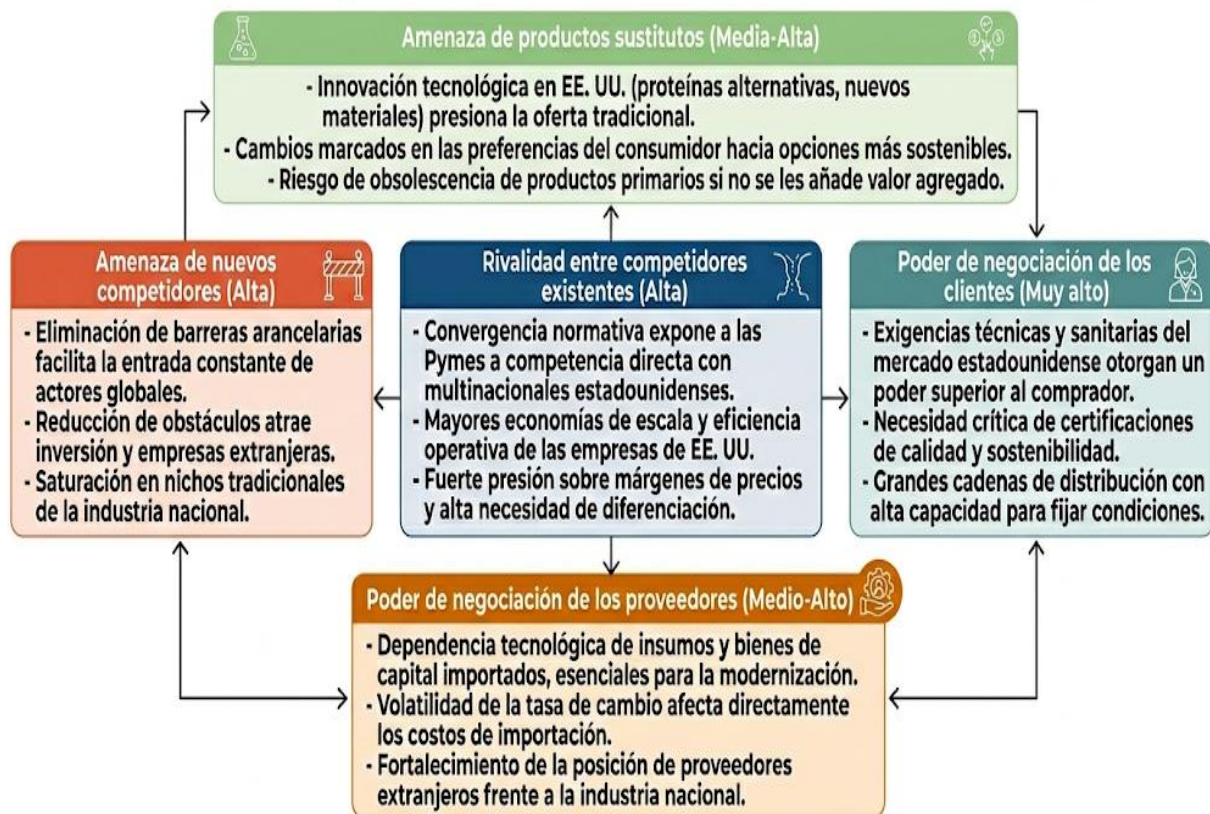 Amenaza de productos sustitutos (Media-Alta)
- Innovación tecnológica en EE. UU. (proteínas alternativas, nuevos
materiales) presiona la oferta tradicional.
- Cambios marcados en las preferencias del consumidor hacia opciones más sostenibles.
- Riesgo de obsolescencia de productos primarios si no se les añade valor agregado.
Amenaza de nuevos
competidores (Alta)
- Eliminación de barreras arancelarias
facilita la entrada constante de
actores globales.
- Reducción de obstáculos atrae
inversión y empresas extranjeras.
- Saturación en nichos tradicionales
de la industria nacional.
Rivalidad entre competidores
existentes (Alta)
- Convergencia normativa expone a las
Pymes a competencia directa con
multinacionales estadounidenses.
- Mayores economías de escala y eficiencia
operativa de las empresas de EE. UU.
- Fuerte presión sobre márgenes de precios
y alta necesidad de diferenciación.
Poder de negociación de los
clientes (Muy alto)
- Exigencias técnicas y sanitarias del
mercado estadounidense otorgan un
poder superior al comprador.
- Necesidad crítica de certificaciones
de calidad y sostenibilidad.
- Grandes cadenas de distribución con
alta capacidad para fijar condiciones.
Poder de negociación de los proveedores (Medio-Alto)
- Dependencia tecnológica de insumos y bienes de
capital importados, esenciales para la modernización.
- Volatilidad de la tasa de cambio afecta directamente
los costos de importación.
- Fortalecimiento de la posición de proveedores
extranjeros frente a la industria nacional.